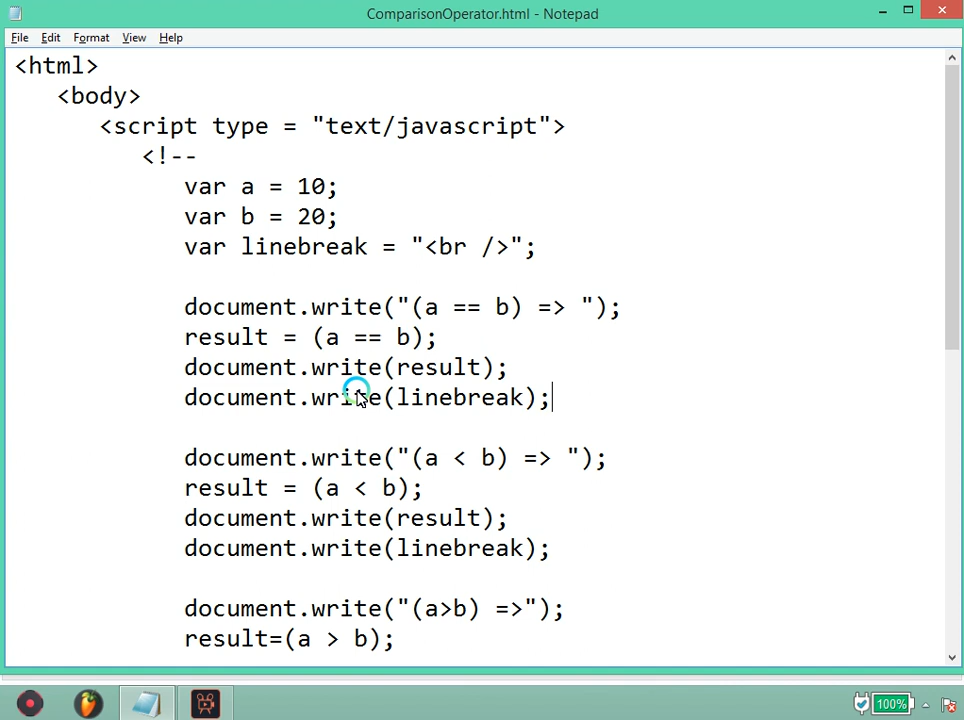 ComparisonOperator.html - Notepad
File Edit Format View Help
<html>
<body>
<script type = "text/javascript">
<!--
var a = 10;
var b = 20;
var linebreak = "<br />";
document.write("(a == b) => ");
result = (a == b);
document.write(result);
document.write(linebreak);
document.write("(a < b) => ");
result = (a < b);
document.write(result);
document.write(linebreak);
document.write("(a>b) =>");
result=(a > b);
100%